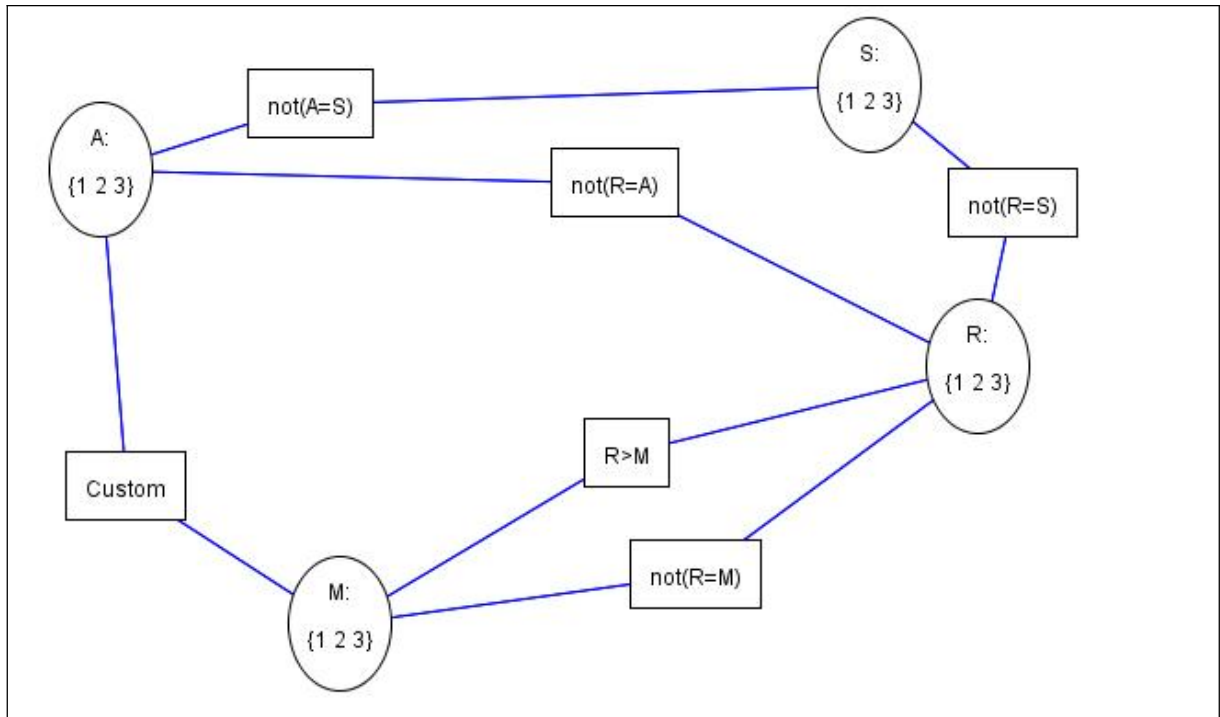 S:
{1 2 3}
not(A=S)
A:
{1 2 3}
not(R=A)
not(R=S)
R:
{1 2 3}
R>M
Custom
not(R=M)
M:
{1 2 3}